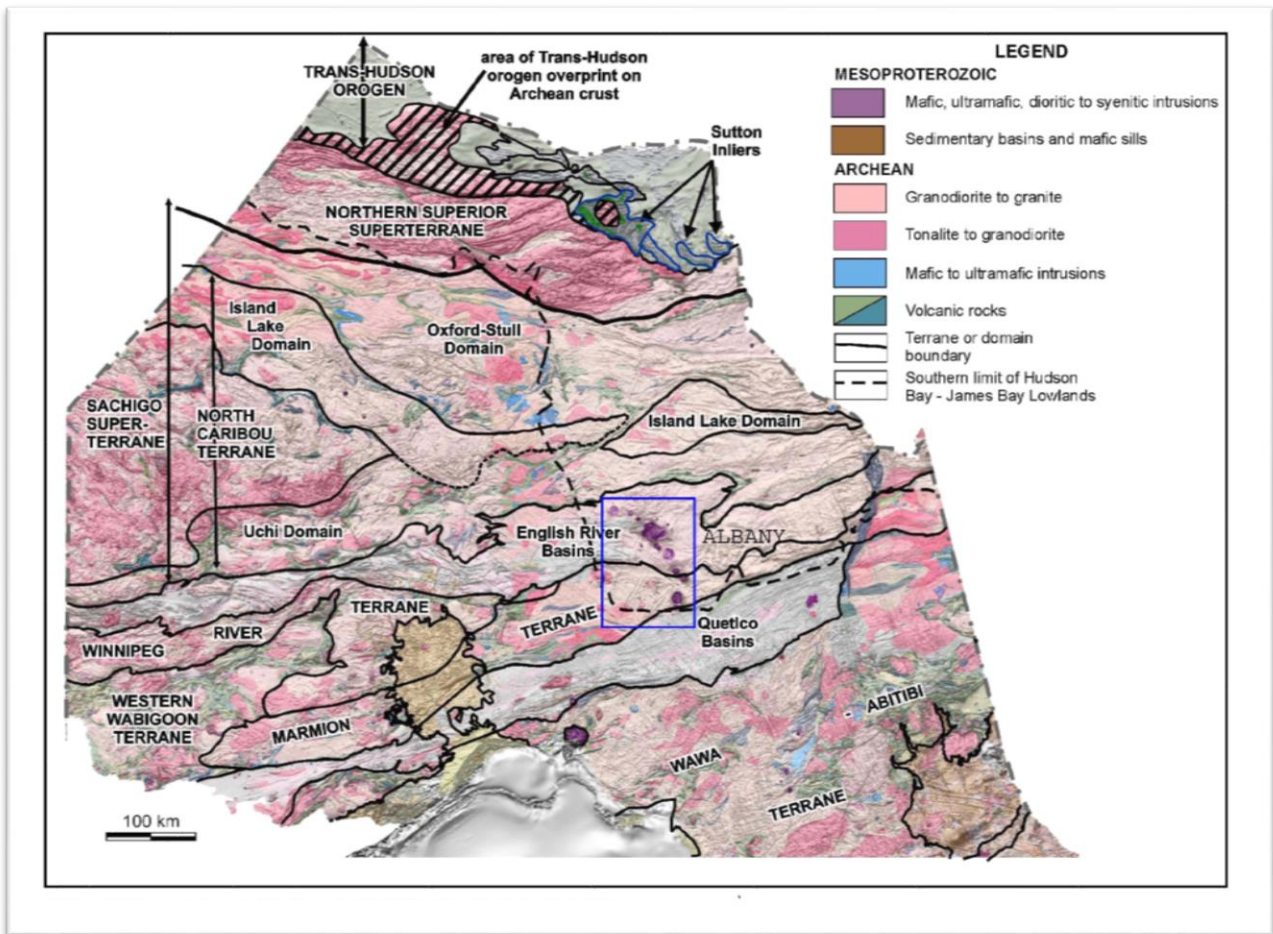 TRANS-HUDSON
OROGEN
area of Trans-Hudson
orogen overprint on
Archean crust
Sutton
Inliers
NORTHERN SUPERIOR
SUPERTERRANE
Island
Lake
Domain
Oxford-Stull
Domain
SACHIGO
SUPER-
TERRANE
NORTH
CARIBOU
TERRANE
Island Lake Domain
Uchi Domain
English River
Basins
ALBANY
TERRANE
RIVER
WINNIPEG
TERRANE
Quetico
Basins
WESTERN
WABIGOON
TERRANE
MARMION
ABITIBI
WAWA
TERRANE
100 km
LEGEND
MESOPROTEROZOIC
Mafic, ultramafic, dioritic to syenitic intrusions
Sedimentary basins and mafic sills
ARCHEAN
Granodiorite to granite
Tonalite to granodiorite
Mafic to ultramafic intrusions
Volcanic rocks
Terrane or domain
boundary
Southern limit of Hudson
Bay - James Bay Lowlands